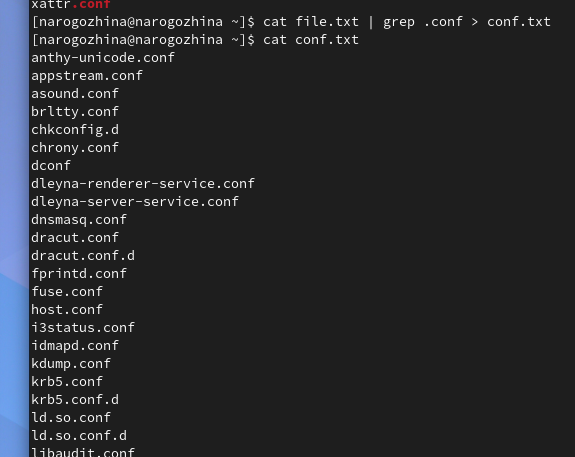 xattr.conf
[narogozhina@narogozhina ~]$ cat file.txt | grep .conf > conf.txt
[narogozhina@narogozhina ~]$ cat conf.txt
anthy-unicode.conf
appstream.conf
asound.conf
brltty.conf
chkconfig.d
chrony.conf
dconf
dleyna-renderer-service.conf
dleyna-server-service.conf
dnsmasq.conf
dracut.conf
dracut.conf.d
fprintd.conf
fuse.conf
host.conf
i3status.conf
idmapd.conf
kdump.conf
krb5.conf
krb5.conf.d
ld.so.conf
ld.so.conf.d
libaudit.conf